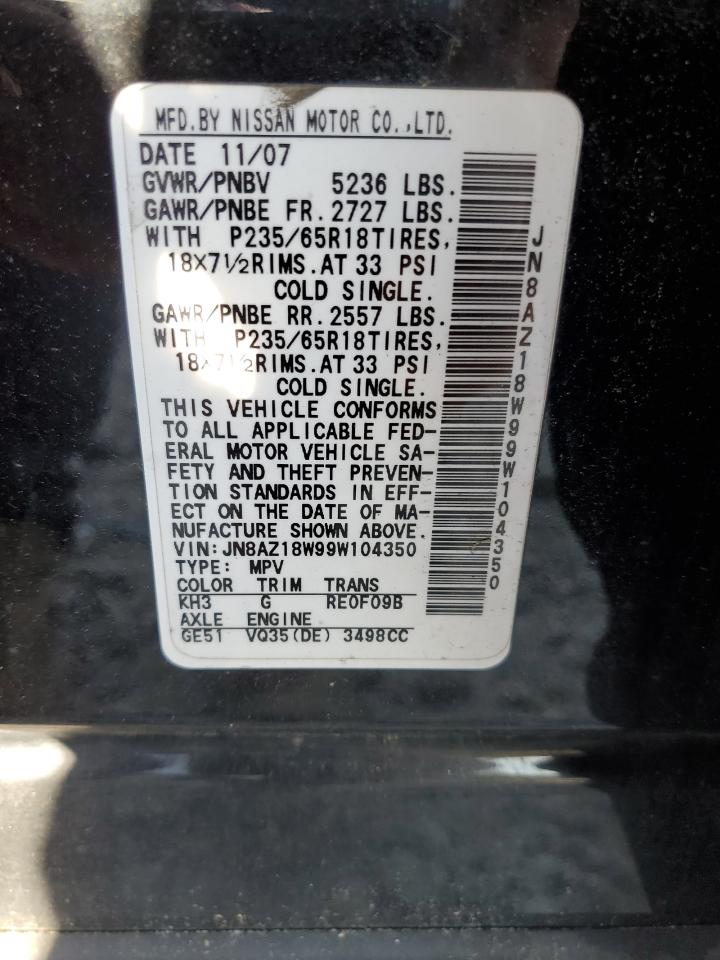 MFD.BY NISSAN MOTOR CO.,LTD.
DATE 11/07
GVWR/PNBV 5236 LBS.
GAWR/PNBE FR.2727 LBS.
WITH P235/65R18TIRES,
18X7½RIMS.AT 33 PSI
COLD SINGLE.
GAWR/PNBE RR.2557 LBS.
WITH P235/65R18TIRES,
18X7½RIMS.AT 33 PSI
COLD SINGLE.
THIS VEHICLE CONFORMS
TO ALL APPLICABLE FED-
ERAL MOTOR VEHICLE SA-
FETY AND THEFT PREVEN-
TION STANDARDS IN EFF-
ECT ON THE DATE OF MA-
NUFACTURE SHOWN ABOVE.
VIN:JN8AZ18W99W104350
TYPE: MPV
COLOR TRIM TRANS
KH3 G RE0F09B
AXLE ENGINE
GE51 VQ35(DE) 3498CC
JN8AZ18W99W104350